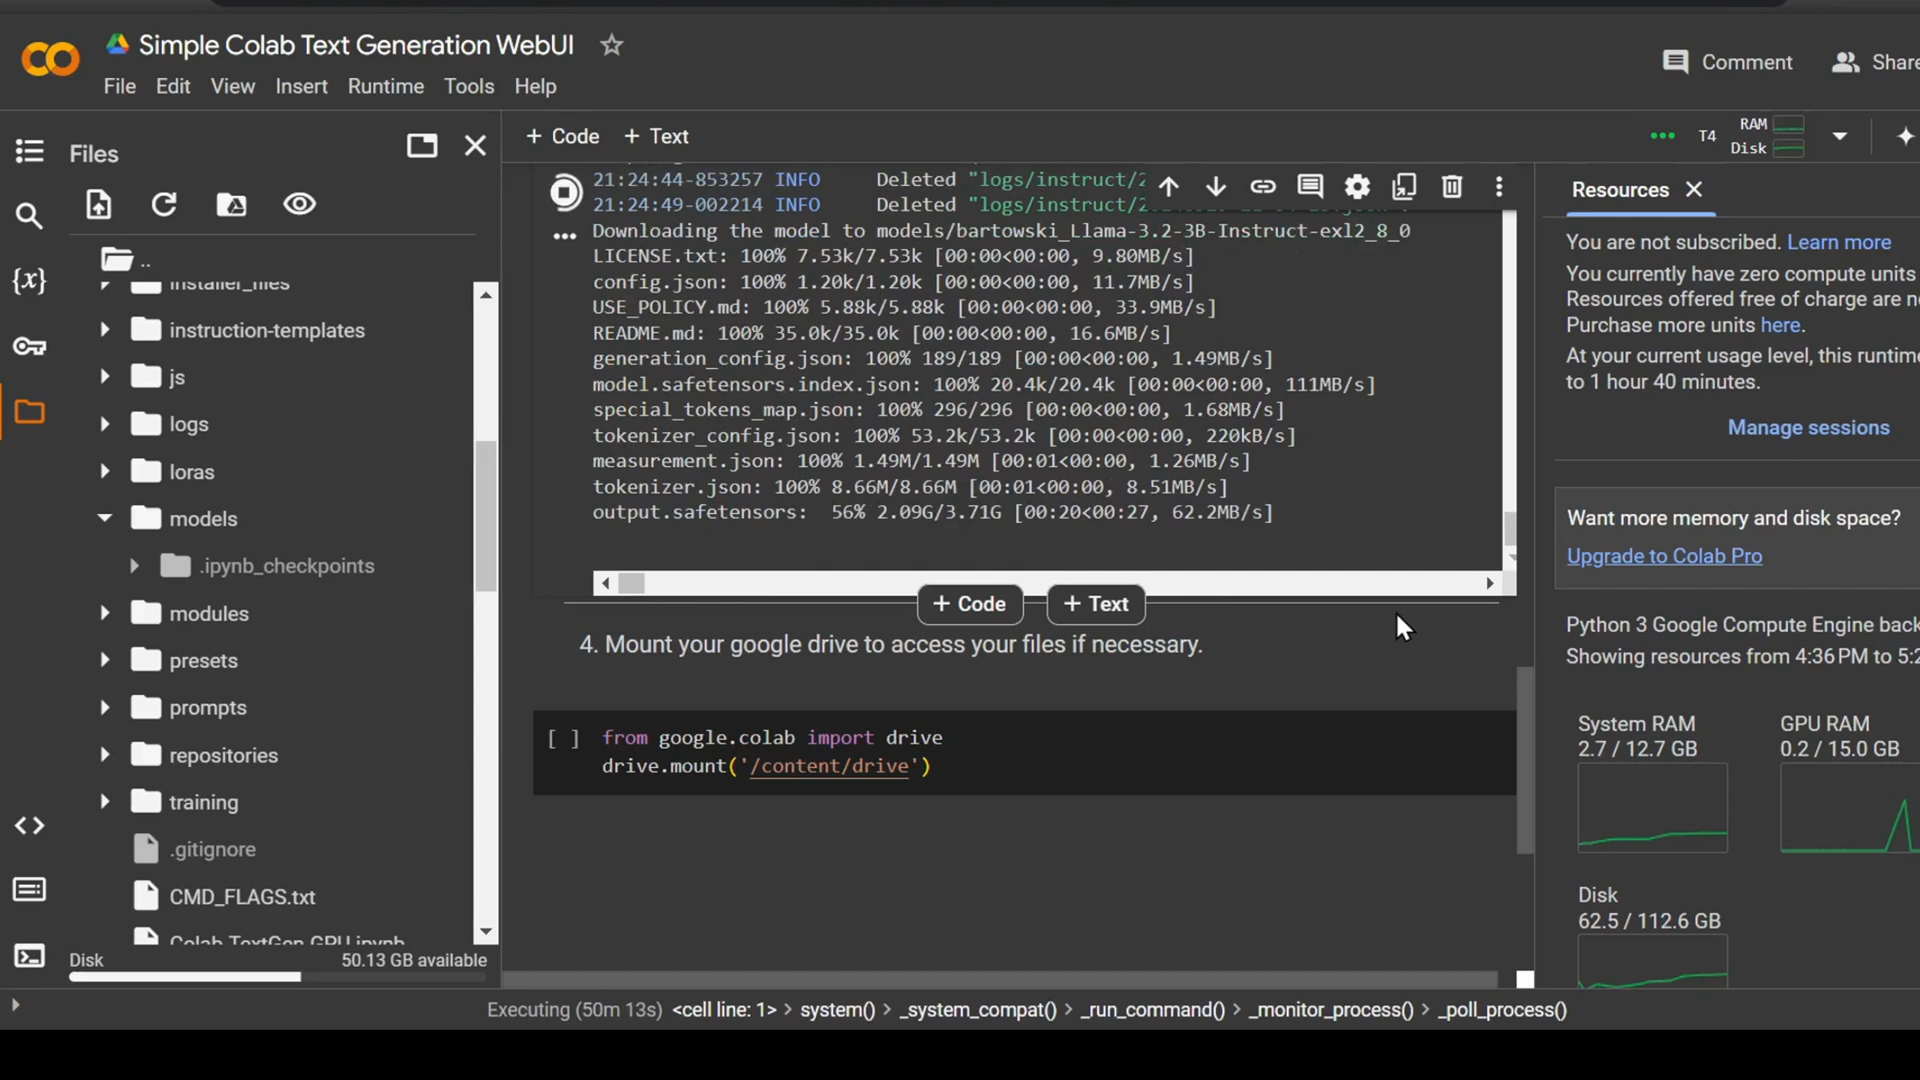 Simple Colab Text Generation WebUI
File Edit View Insert Runtime Tools Help
Comment
Share
Files
+ Code + Text
T4
RAM
Disk
..
installer_files
instruction-templates
js
logs
loras
models
.ipynb_checkpoints
modules
presets
prompts
repositories
training
.gitignore
CMD_FLAGS.txt
Colab TextGen GPU.ipynb
Disk 50.13 GB available
21:24:44-853257 INFO Deleted "logs/instruct/2
21:24:49-002214 INFO Deleted "logs/instruct/2
Downloading the model to models/bartowski_Llama-3.2-3B-Instruct-exl2_8_0
LICENSE.txt: 100% 7.53k/7.53k [00:00<00:00, 9.80MB/s]
config.json: 100% 1.20k/1.20k [00:00<00:00, 11.7MB/s]
USE_POLICY.md: 100% 5.88k/5.88k [00:00<00:00, 33.9MB/s]
README.md: 100% 35.0k/35.0k [00:00<00:00, 16.6MB/s]
generation_config.json: 100% 189/189 [00:00<00:00, 1.49MB/s]
model.safetensors.index.json: 100% 20.4k/20.4k [00:00<00:00, 111MB/s]
special_tokens_map.json: 100% 296/296 [00:00<00:00, 1.68MB/s]
tokenizer_config.json: 100% 53.2k/53.2k [00:00<00:00, 220kB/s]
measurement.json: 100% 1.49M/1.49M [00:01<00:00, 1.26MB/s]
tokenizer.json: 100% 8.66M/8.66M [00:01<00:00, 8.51MB/s]
output.safetensors: 56% 2.09G/3.71G [00:20<00:27, 62.2MB/s]
+ Code + Text
4. Mount your google drive to access your files if necessary.
[ ] from google.colab import drive
drive.mount('/content/drive')
Resources
You are not subscribed. Learn more
You currently have zero compute units
Resources offered free of charge are n
Purchase more units here.
At your current usage level, this runtime
to 1 hour 40 minutes.
Manage sessions
Want more memory and disk space?
Upgrade to Colab Pro
Python 3 Google Compute Engine back
Showing resources from 4:36 PM to 5:2
System RAM
2.7 / 12.7 GB
GPU RAM
0.2 / 15.0 GB
Disk
62.5 / 112.6 GB
Executing (50m 13s) <cell line: 1> > system() > _system_compat() > _run_command() > _monitor_process() > _poll_process()